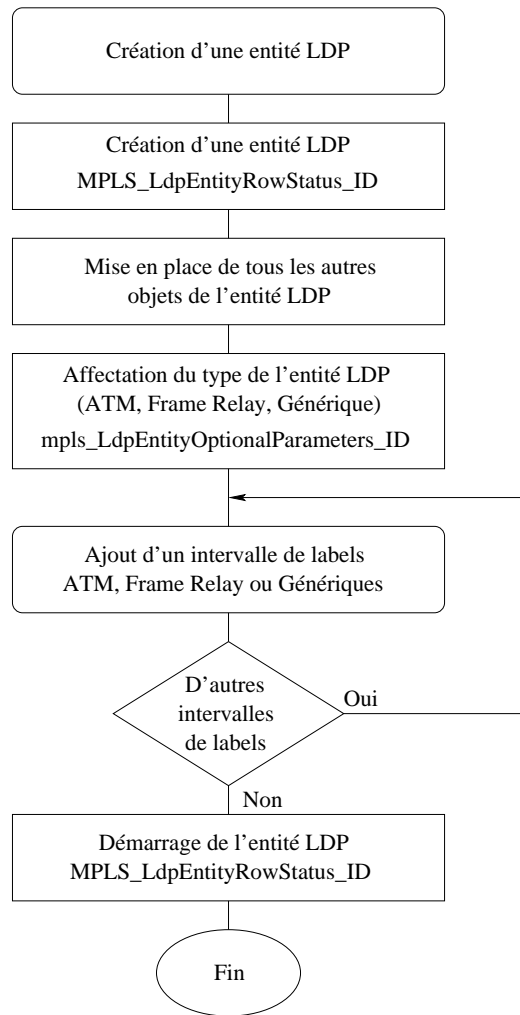 Création d'une entité LDP
Création d'une entité LDP
MPLS_LdpEntityRowStatus_ID
Mise en place de tous les autres
objets de l'entité LDP
Affectation du type de l'entité LDP
(ATM, Frame Relay, Générique)
mpls_LdpEntityOptionalParameters_ID
Ajout d'un intervalle de labels
ATM, Frame Relay ou Génériques
D'autres
intervalles
de labels
Oui
Non
Démarrage de l'entité LDP
MPLS_LdpEntityRowStatus_ID
Fin